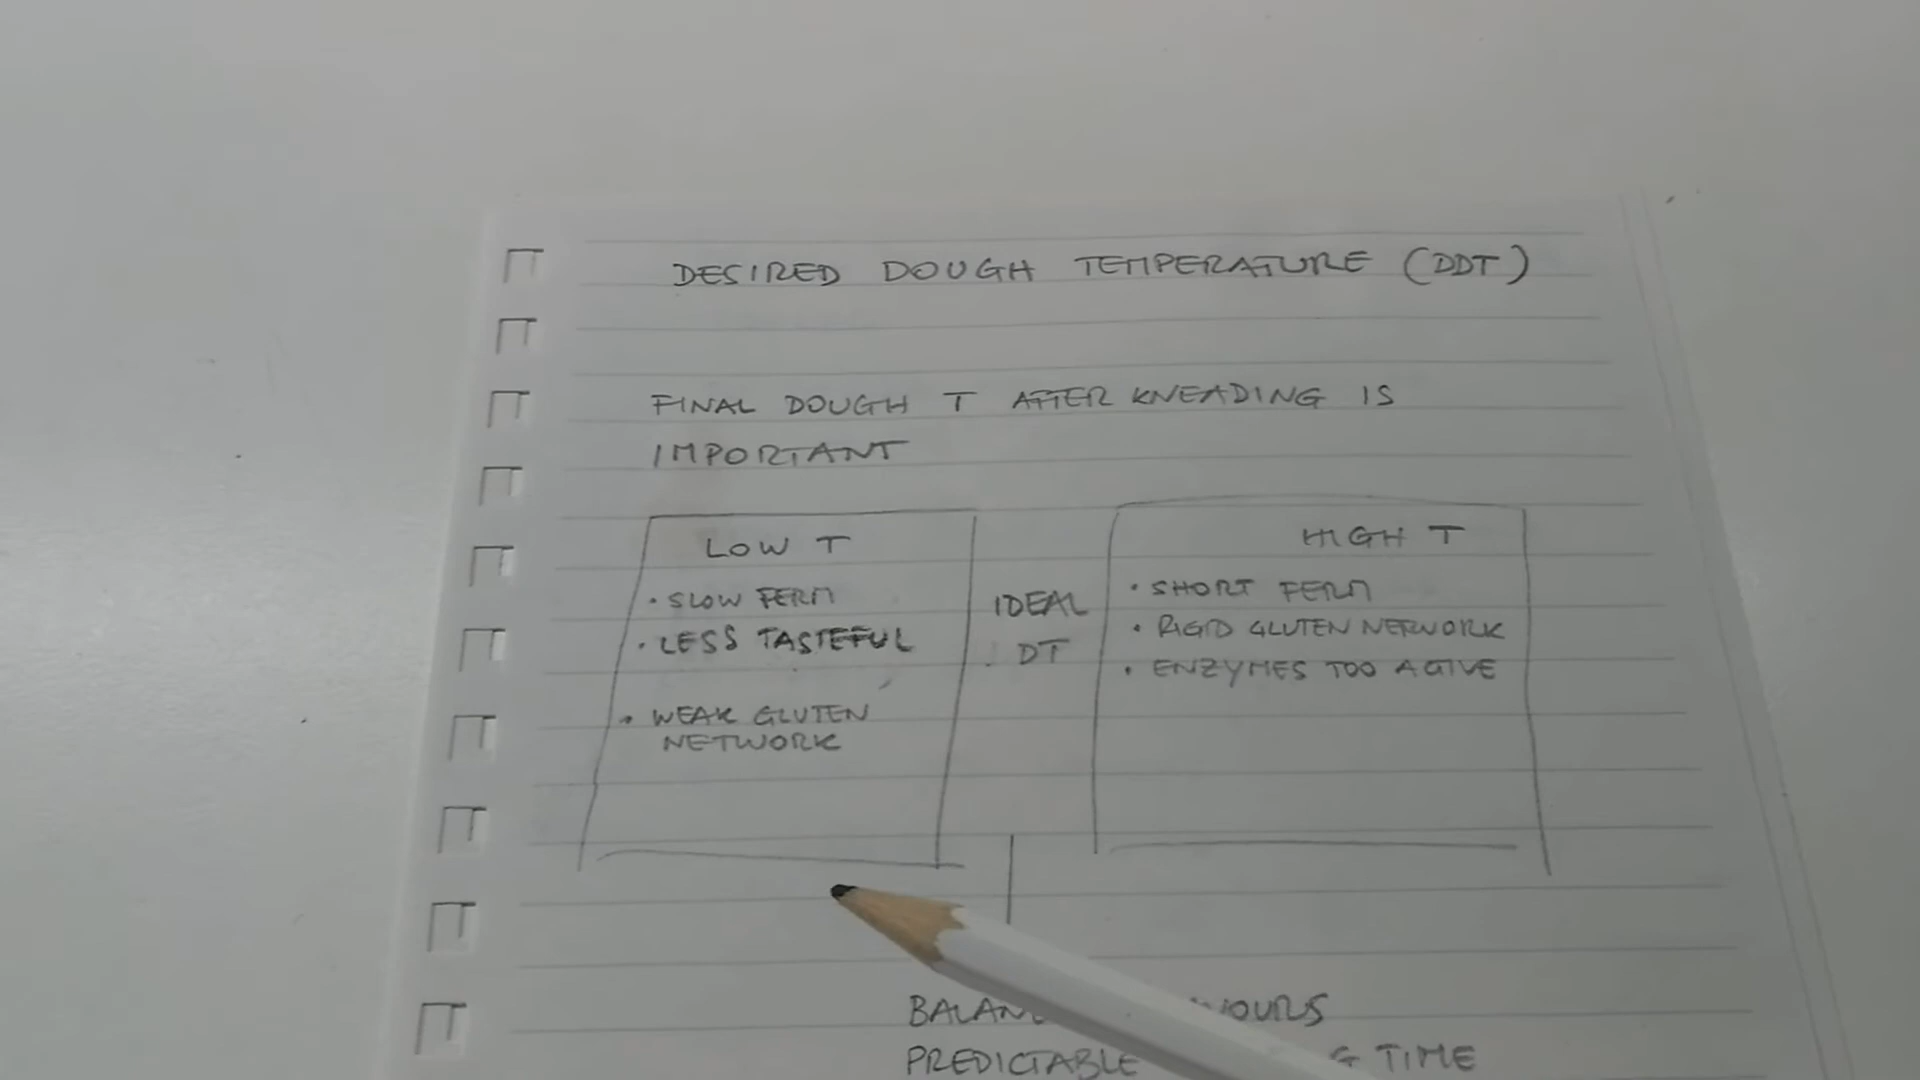 DESIRED DOUGH TEMPERATURE (DDT)
FINAL DOUGH T AFTER KNEADING IS
IMPORTANT
LOW T
• SLOW FERM
• LESS TASTEFUL
• WEAK GLUTEN
NETWORK
IDEAL
DT
HIGH T
• SHORT FERM
• RIGID GLUTEN NETWORK
• ENZYMES TOO ACTIVE
PREDICTABLE TIME